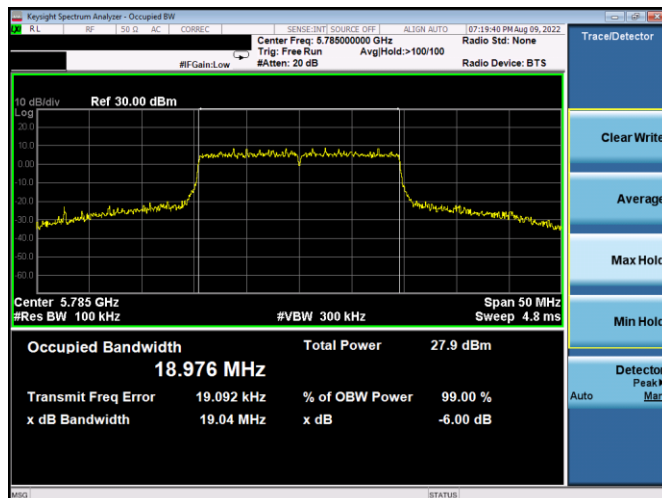 Keysight Spectrum Analyzer - Occupied BW
LXI RL RF 50 Ω AC CORREC SENSE:INT SOURCE OFF ALIGN AUTO 07:19:40 PM Aug 09, 2022
Center Freq: 5.785000000 GHz Radio Std: None
Trig: Free Run Avg|Hold:>100/100
#IFGain:Low #Atten: 20 dB Radio Device: BTS
Trace/Detector
10 dB/div Ref 30.00 dBm
Log
20.0
10.0
0.00
-10.0
-20.0
-30.0
-40.0
-50.0
-60.0
Center 5.785 GHz Span 50 MHz
#Res BW 100 kHz #VBW 300 kHz Sweep 4.8 ms
Occupied Bandwidth Total Power 27.9 dBm
18.976 MHz
Transmit Freq Error 19.092 kHz % of OBW Power 99.00 %
x dB Bandwidth 19.04 MHz x dB -6.00 dB
Clear Write
Average
Max Hold
Min Hold
Detector
Peak
Auto Man
MSG STATUS